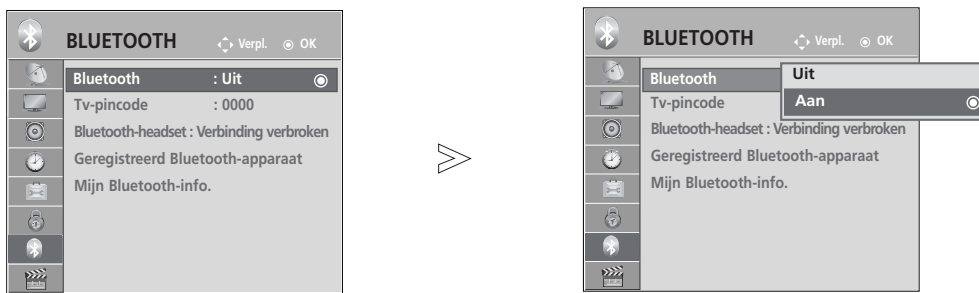 BLUETOOTH Verpl. OK
Bluetooth : Uit
Tv-pincode : 0000
Bluetooth-headset : Verbinding verbroken
Geregistreerd Bluetooth-apparaat
Mijn Bluetooth-info.
BLUETOOTH Verpl. OK
Bluetooth Uit
Tv-pincode Aan
Bluetooth-headset : Verbinding verbroken
Geregistreerd Bluetooth-apparaat
Mijn Bluetooth-info.